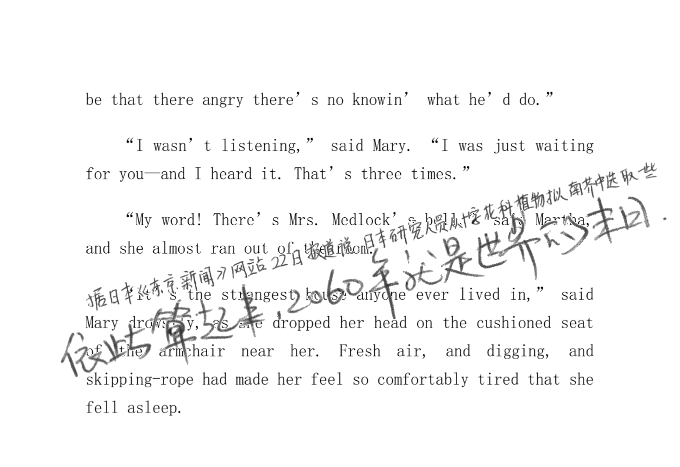 be that there angry there’s no knowin’ what he’d do.”
“I wasn’t listening,” said Mary. “I was just waiting
for you—and I heard it. That’s three times.”
“My word! There’s Mrs. Medlock’s bell!” said Martha,
and she almost ran out of the room.
“It’s the strangest house anyone ever lived in,” said
Mary drowsily, as she dropped her head on the cushioned seat
of the armchair near her. Fresh air, and digging, and
skipping-rope had made her feel so comfortably tired that she
fell asleep.
据日本《东京新闻》网站22日报道说,日本研究人员从十字花科植物拟南芥中选取一些
依此片算起来,2060年就是世界的末日.